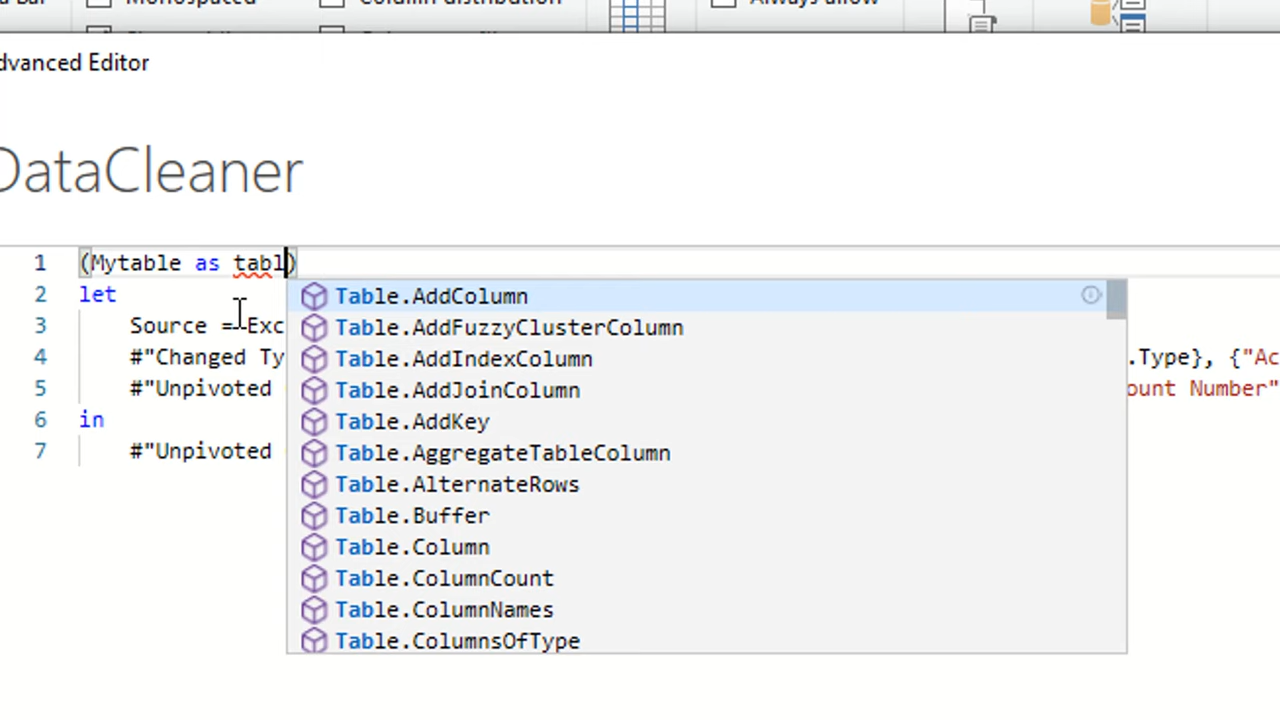 Monospaced Column distribution Always allow
dvanced Editor
DataCleaner
1 (Mytable as tabl)
2 let
3 Source = Exc
4 #"Changed Ty .Type}, {"Ac
5 #"Unpivoted ount Number"
6 in
7 #"Unpivoted
Table.AddColumn
Table.AddFuzzyClusterColumn
Table.AddIndexColumn
Table.AddJoinColumn
Table.AddKey
Table.AggregateTableColumn
Table.AlternateRows
Table.Buffer
Table.Column
Table.ColumnCount
Table.ColumnNames
Table.ColumnsOfType